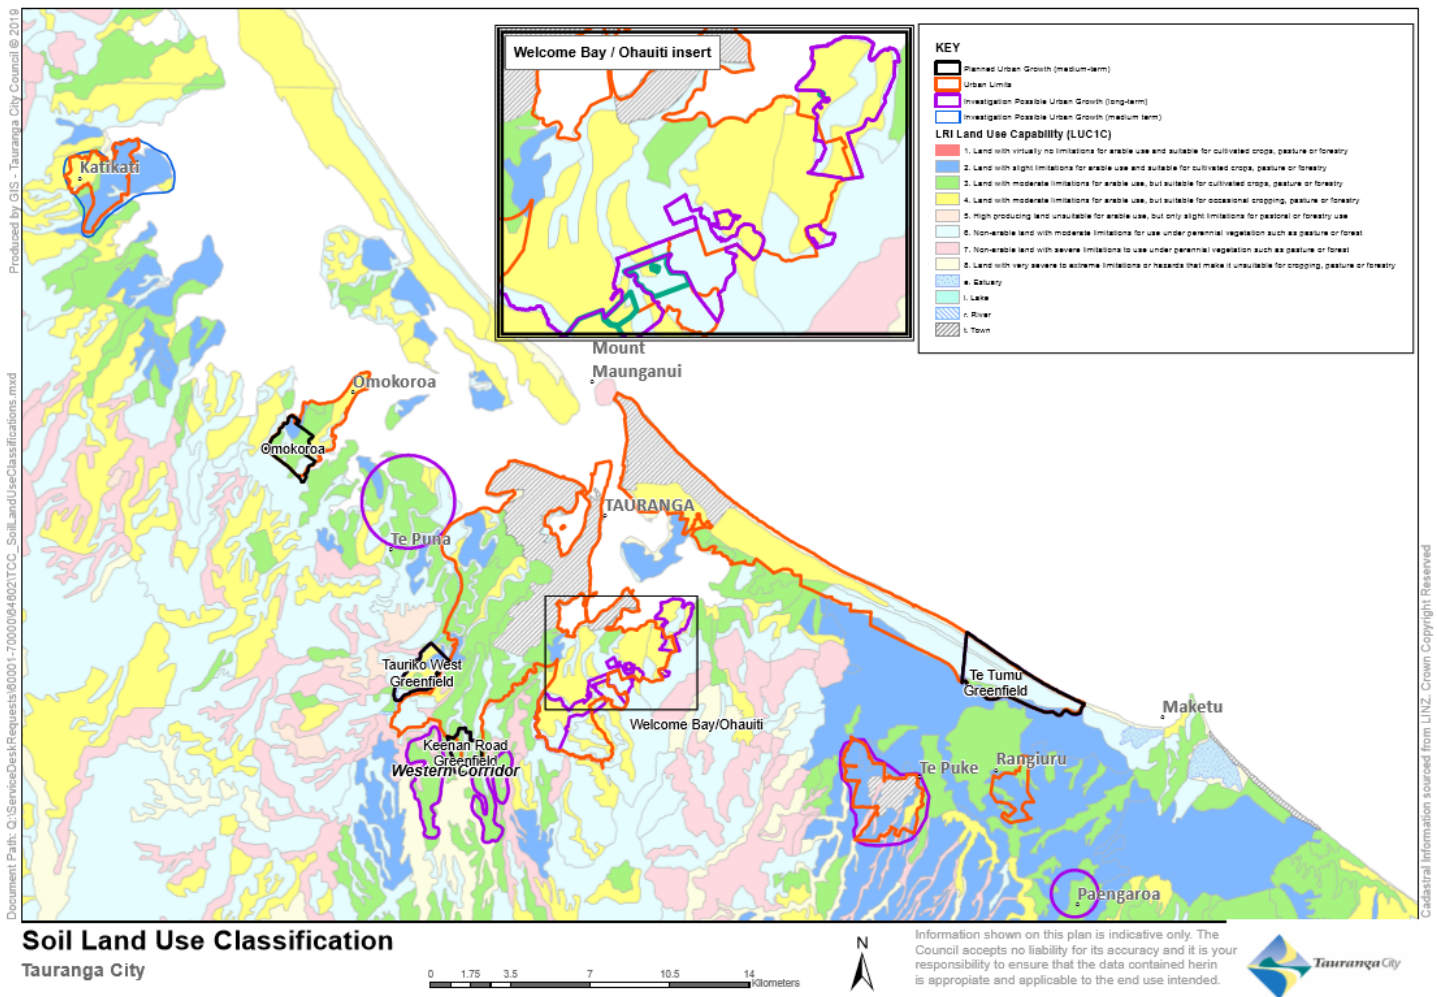 Produced by GIS - Tauranga City Council © 2019
Document Path: Q:\ServiceDeskRequests\60001-70000\64602\TCC_SoilLandUseClassifications.mxd
Welcome Bay / Ohauiti insert
KEY
Planned Urban Growth (medium-term)
Urban Limits
Investigation Possible Urban Growth (long-term)
Investigation Possible Urban Growth (medium term)
LRI Land Use Capability (LUC1C)
1. Land with virtually no limitations for arable use and suitable for cultivated crops, pasture or forestry
2. Land with slight limitations for arable use and suitable for cultivated crops, pasture or forestry
3. Land with moderate limitations for arable use, but suitable for cultivated crops, pasture or forestry
4. Land with moderate limitations for arable use, but suitable for occasional cropping, pasture or forestry
5. High producing land unsuitable for arable use, but only slight limitations for pastoral or forestry use
6. Non-arable land with moderate limitations for use under perennial vegetation such as pasture or forest
7. Non-arable land with severe limitations to use under perennial vegetation such as pasture or forest
8. Land with very severe to extreme limitations or hazards that make it unsuitable for cropping, pasture or forestry
e. Estuary
l. Lake
r. River
t. Town
Katikati
Mount
Maunganui
Omokoroa
Omokoroa
TAURANGA
Te Puna
Tauriko West
Greenfield
Te Tumu
Greenfield
Maketu
Welcome Bay/Ohauiti
Keenan Road
Greenfield
Western Corridor
Te Puke
Rangiuru
Paengaroa
Cadastral Information sourced from LINZ. Crown Copyright Reserved
Soil Land Use Classification
Tauranga City
0 1.75 3.5 7 10.5 14
Kilometers
N
Information shown on this plan is indicative only. The
Council accepts no liability for its accuracy and it is your
responsibility to ensure that the data contained herin
is appropiate and applicable to the end use intended.
Tauranga City